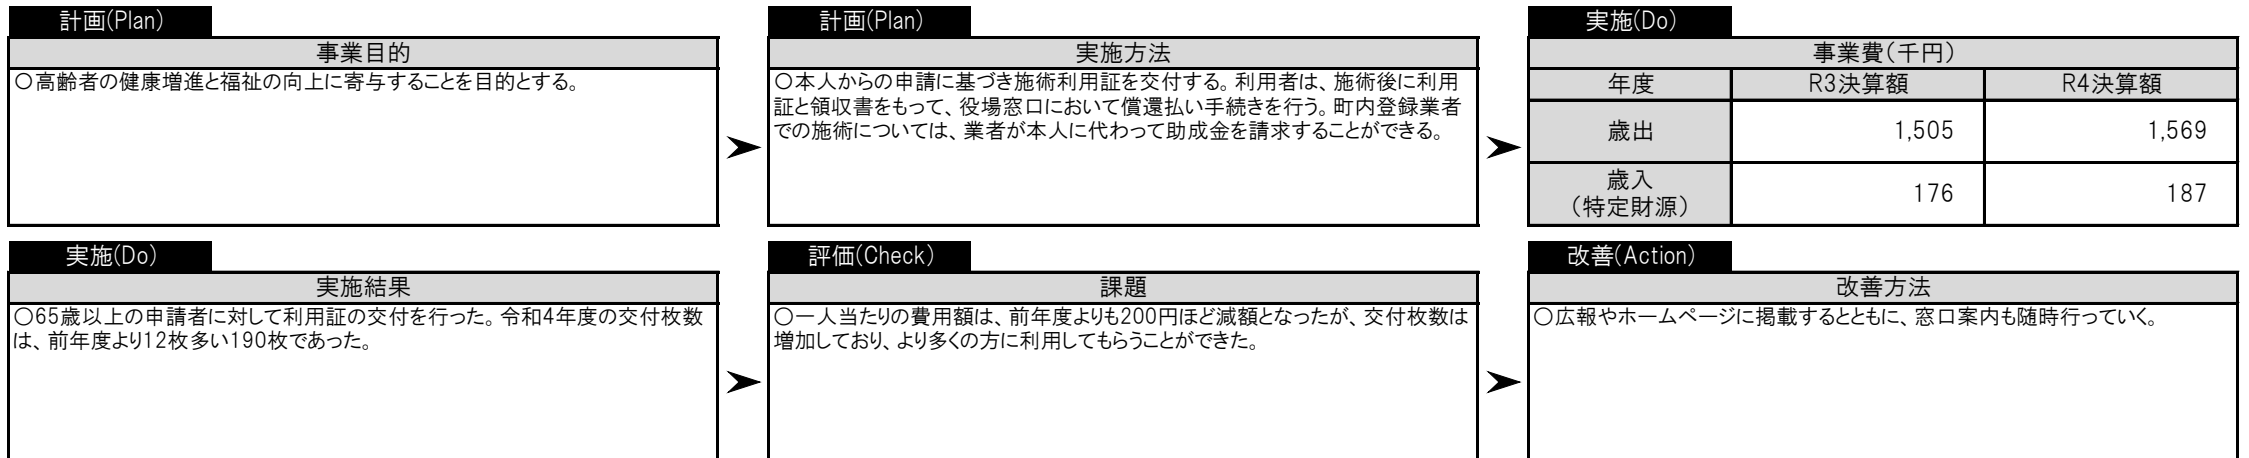 計画(Plan)
事業目的
○高齢者の健康増進と福祉の向上に寄与することを目的とする。
計画(Plan)
実施方法
○本人からの申請に基づき施術利用証を交付する。利用者は、施術後に利用
証と領収書をもって、役場窓口において償還払い手続きを行う。町内登録業者
での施術については、業者が本人に代わって助成金を請求することができる。
実施(Do)
事業費(千円)
年度 R3決算額 R4決算額
歳出 1,505 1,569
歳入
(特定財源) 176 187
実施(Do)
実施結果
○65歳以上の申請者に対して利用証の交付を行った。令和4年度の交付枚数
は、前年度より12枚多い190枚であった。
評価(Check)
課題
○一人当たりの費用額は、前年度よりも200円ほど減額となったが、交付枚数は
増加しており、より多くの方に利用してもらうことができた。
改善(Action)
改善方法
○広報やホームページに掲載するとともに、窓口案内も随時行っていく。